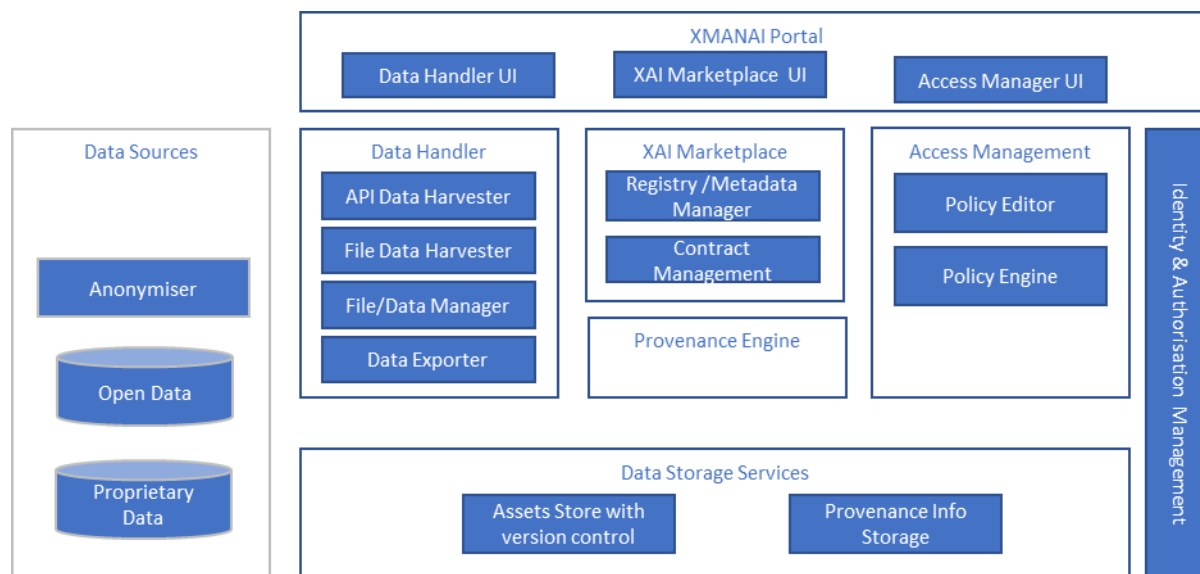 XMANAI Portal
Data Handler UI
XAI Marketplace UI
Access Manager UI
Data Sources
Anonymiser
Open Data
Proprietary
Data
Data Handler
API Data Harvester
File Data Harvester
File/Data Manager
Data Exporter
XAI Marketplace
Registry /Metadata
Manager
Contract
Management
Provenance Engine
Access Management
Policy Editor
Policy Engine
Identity & Authorisation Management
Data Storage Services
Assets Store with
version control
Provenance Info
Storage